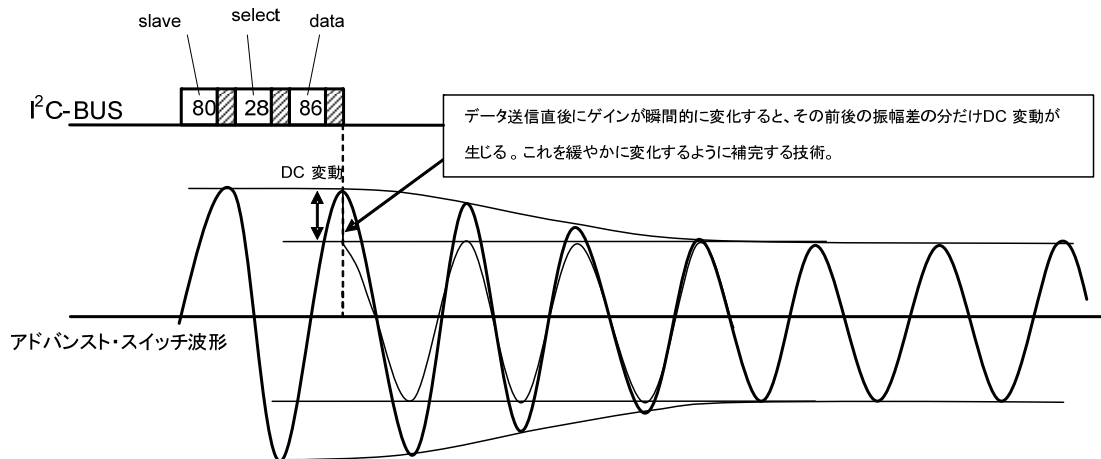 slave
select
data
I²C-BUS
80
28
86
データ送信直後にゲインが瞬間的に変化すると、その前後の振幅差の分だけDC 変動が
生じる。これを緩やかに変化するように補完する技術。
DC 変動
アドバンスト・スイッチ波形